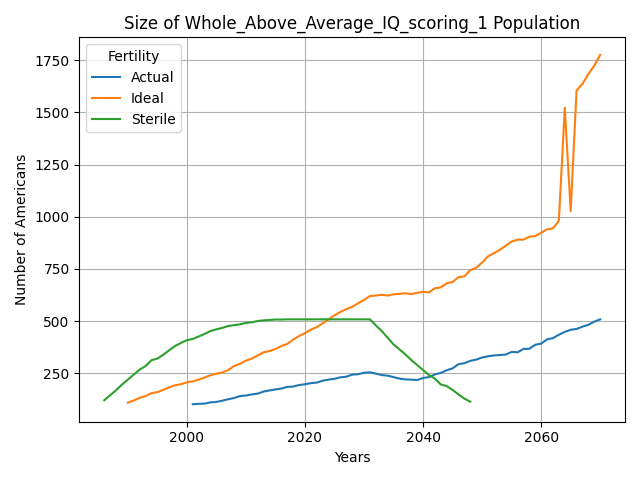 Size of Whole_Above_Average_IQ_scoring_1 Population
Fertility
Actual
Ideal
Sterile
1750
1500
1250
1000
750
500
250
Number of Americans
2000
2020
2040
2060
Years